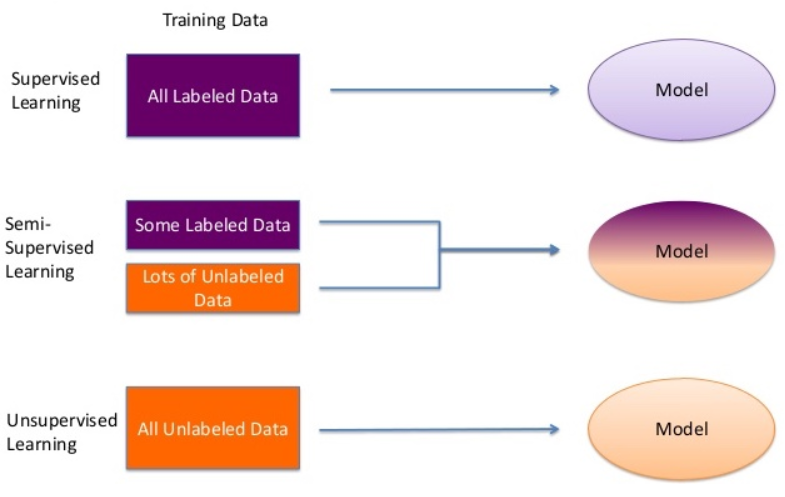 Training Data
Supervised
Learning
All Labeled Data
Model
Semi-
Supervised
Learning
Some Labeled Data
Lots of Unlabeled
Data
Model
Unsupervised
Learning
All Unlabeled Data
Model